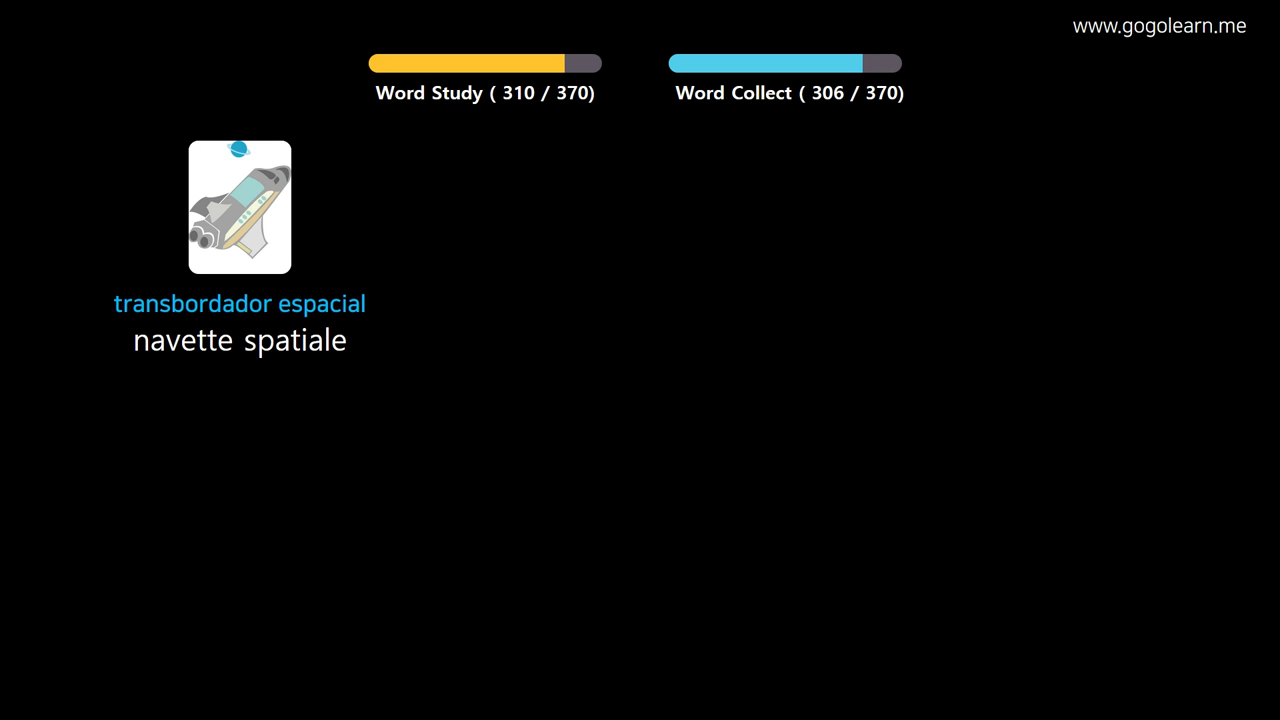 www.gogolearn.me
Word Study ( 310 / 370)
Word Collect ( 306 / 370)
transbordador espacial
navette spatiale